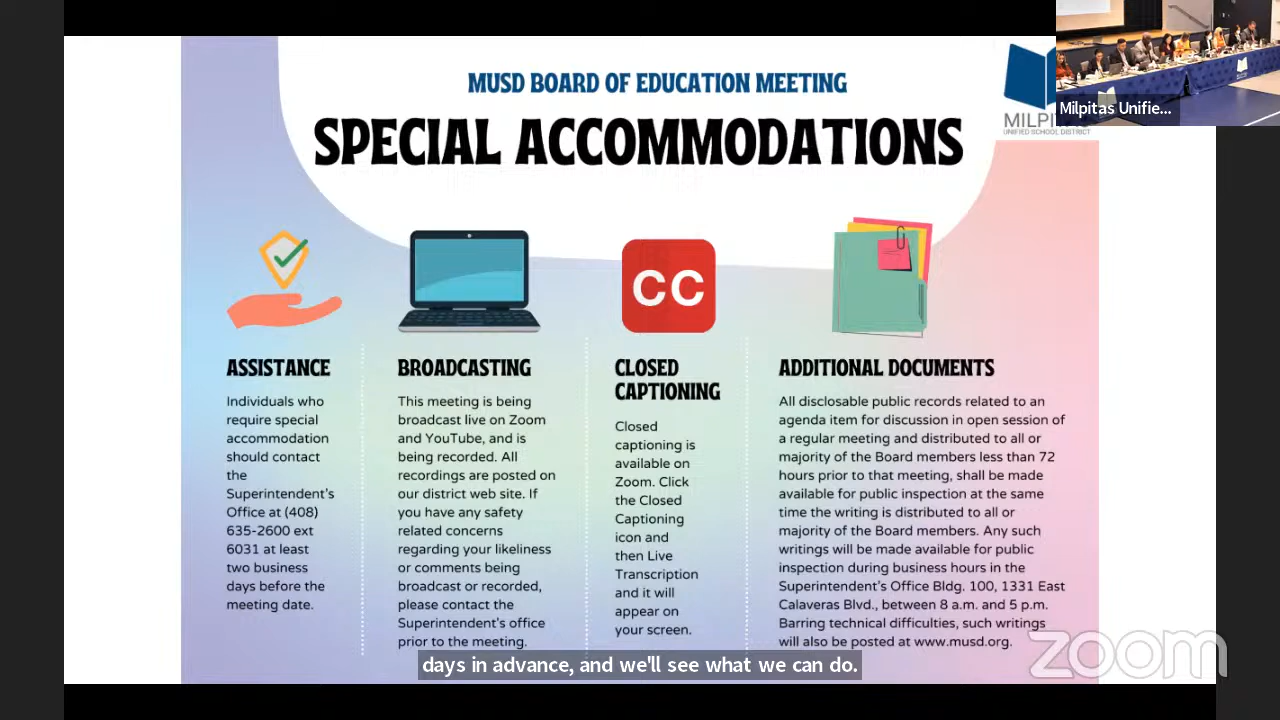 MUSD BOARD OF EDUCATION MEETING
SPECIAL ACCOMMODATIONS
UNIFIED SCHOOL DISTRICT
Milpitas Unifie...
CC
ASSISTANCE
Individuals who
require special
accommodation
should contact
the
Superintendent's
Office at (408)
635-2600 ext
6031 at least
two business
days before the
meeting date.
BROADCASTING
This meeting is being
broadcast live on Zoom
and YouTube, and is
being recorded. All
recordings are posted on
our district web site. If
you have any safety
related concerns
regarding your likeliness
or comments being
broadcast or recorded,
please contact the
Superintendent's office
prior to the meeting.
CLOSED
CAPTIONING
Closed
captioning is
available on
Zoom. Click
the Closed
Captioning
icon and
then Live
Transcription
and it will
appear on
your screen.
ADDITIONAL DOCUMENTS
All disclosable public records related to an
agenda item for discussion in open session of
a regular meeting and distributed to all or
majority of the Board members less than 72
hours prior to that meeting, shall be made
available for public inspection at the same
time the writing is distributed to all or
majority of the Board members. Any such
writings will be made available for public
inspection during business hours in the
Superintendent's Office Bldg. 100, 1331 East
Calaveras Blvd., between 8 a.m. and 5 p.m.
Barring technical difficulties, such writings
will also be posted at www.musd.org.
days in advance, and we'll see what we can do.
zoom